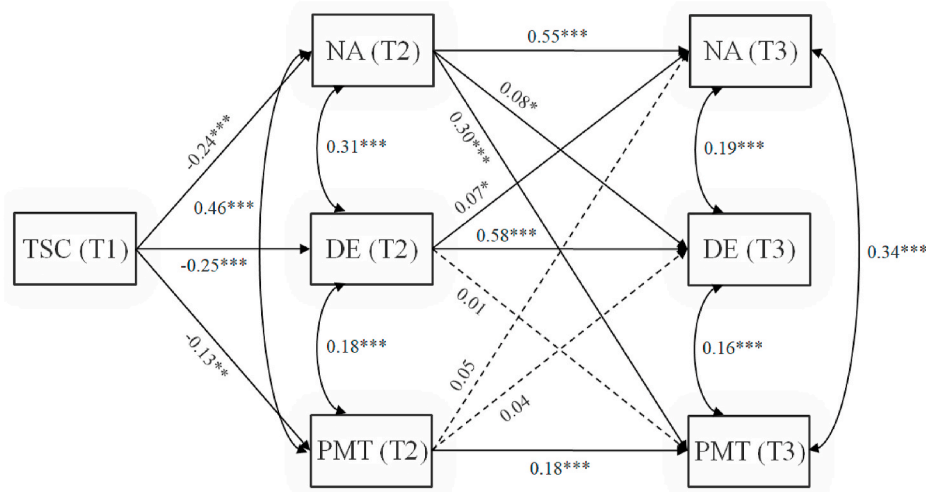 NA (T2)
0.55***
NA (T3)
0.08*
0.30***
-0.24***
0.31***
0.19***
0.07*
0.46***
TSC (T1)
DE (T2)
0.58***
DE (T3)
0.34***
-0.25***
0.01
-0.13**
0.18***
0.16***
0.05
0.04
PMT (T2)
0.18***
PMT (T3)